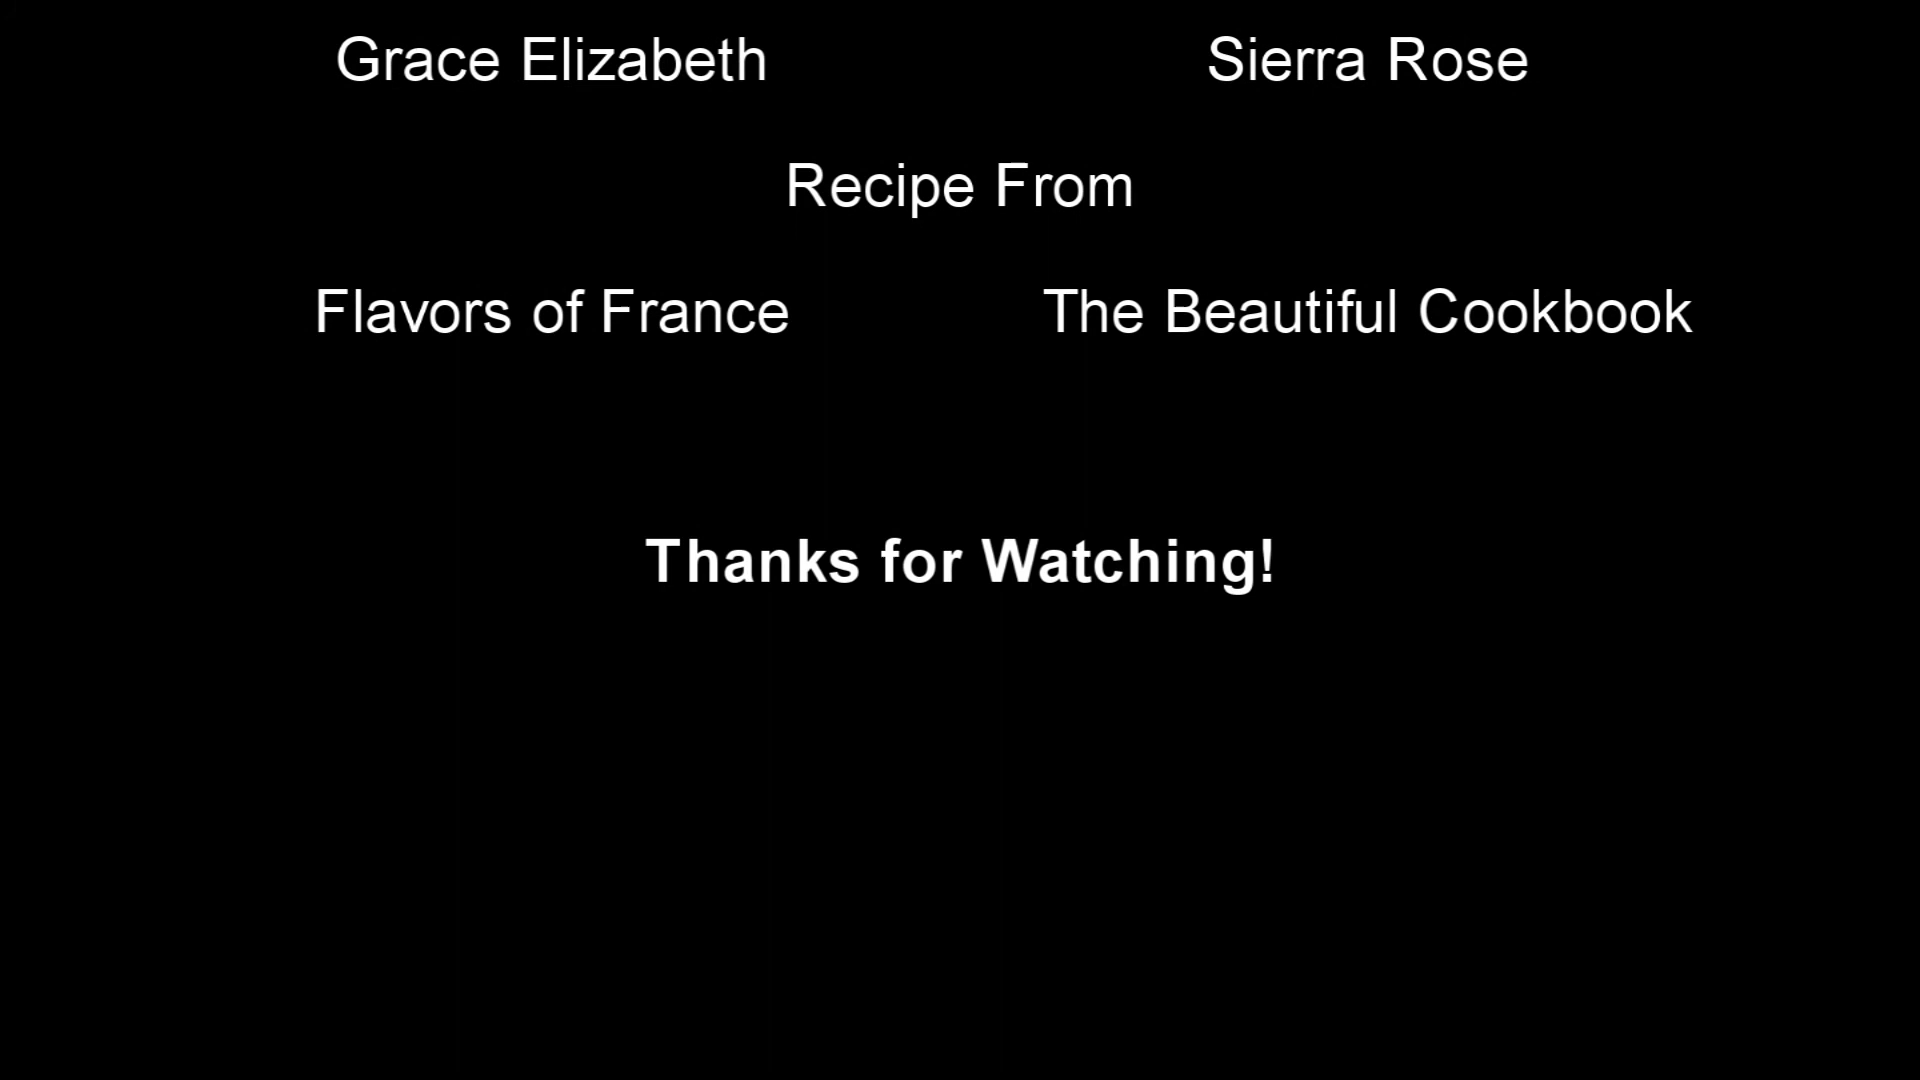 Grace Elizabeth Sierra Rose
Recipe From
Flavors of France The Beautiful Cookbook
Thanks for Watching!